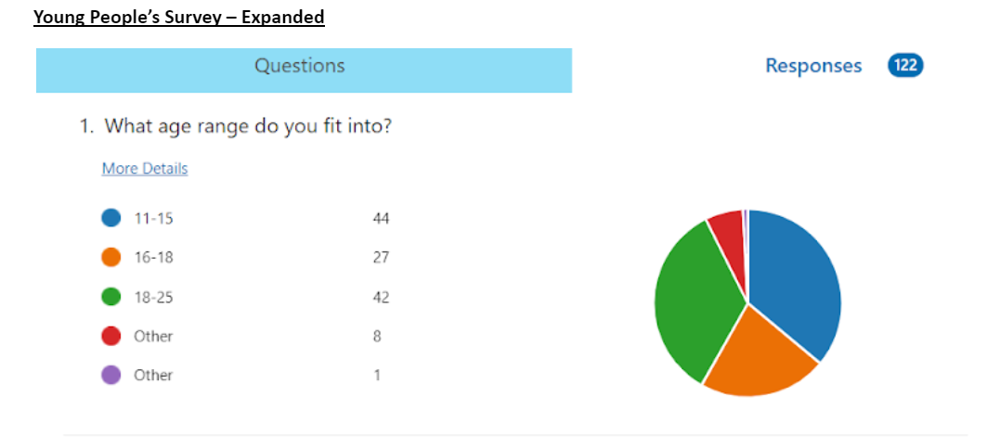 Young People’s Survey – Expanded
Questions
Responses 122
1. What age range do you fit into?
More Details
11-15 44
16-18 27
18-25 42
Other 8
Other 1